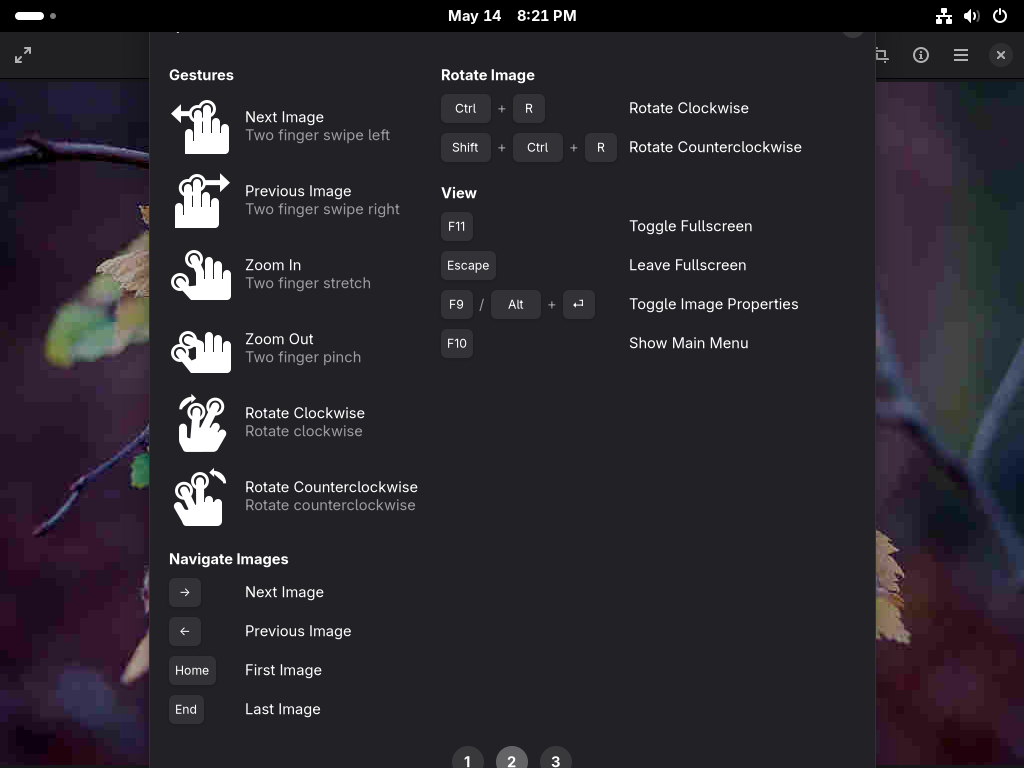 May 14 8:21 PM
Gestures
Next Image
Two finger swipe left
Previous Image
Two finger swipe right
Zoom In
Two finger stretch
Zoom Out
Two finger pinch
Rotate Clockwise
Rotate clockwise
Rotate Counterclockwise
Rotate counterclockwise
Navigate Images
→ Next Image
← Previous Image
Home First Image
End Last Image
Rotate Image
Ctrl + R Rotate Clockwise
Shift + Ctrl + R Rotate Counterclockwise
View
F11 Toggle Fullscreen
Escape Leave Fullscreen
F9 / Alt + ↵ Toggle Image Properties
F10 Show Main Menu
1 2 3